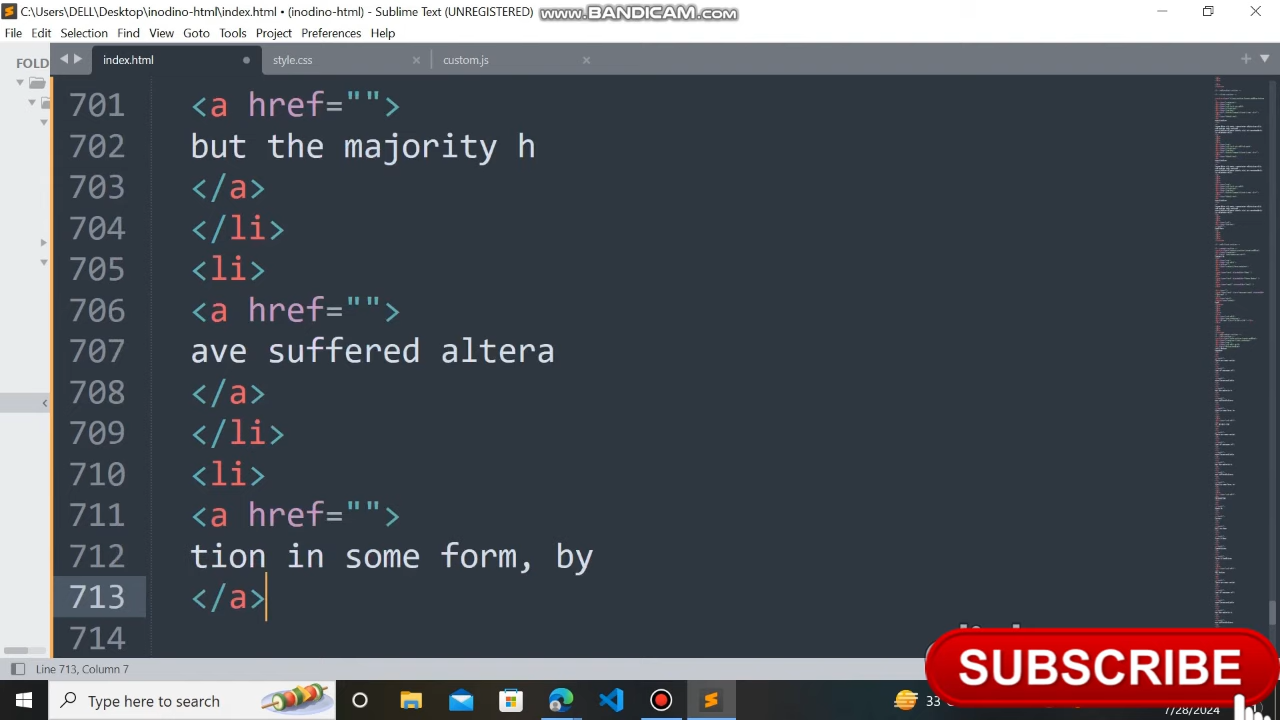 C:\Users\DELL\Desktop\inodino-html\index.html • (inodino-html) - Sublime Text (UNREGISTERED)
www.BANDICAM.com
File Edit Selection Find View Goto Tools Project Preferences Help
FOLD
index.html
style.css
custom.js
701 <a href="">
702 but the majority h
703 </a>
704 </li>
705 <li>
706 <a href="">
707 ave suffered altera
708 </a>
709 </li>
710 <li>
711 <a href="">
712 tion in some form by
713 </a>
714
Line 713, Column 7
SUBSCRIBE
Type here to search
33
7/28/2024